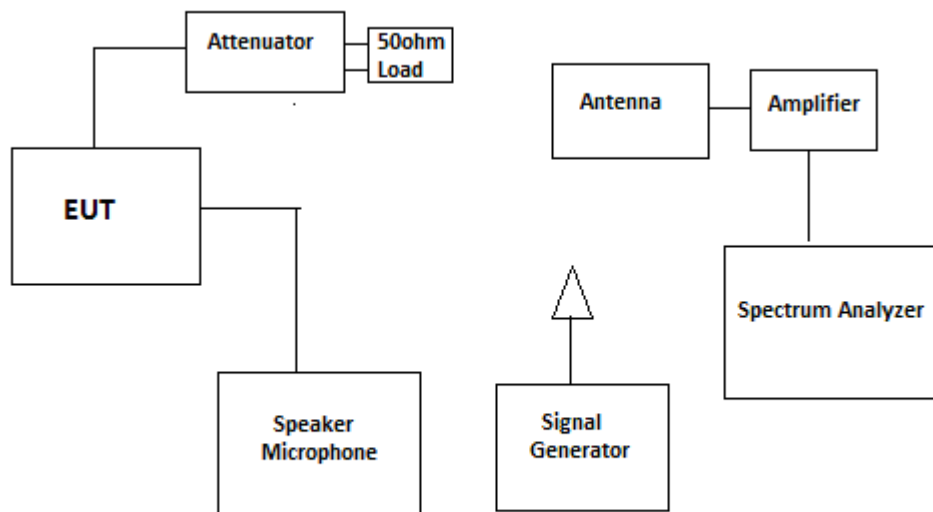 Attenuator
50ohm
Load
Antenna
Amplifier
EUT
Spectrum Analyzer
Speaker
Microphone
Signal
Generator